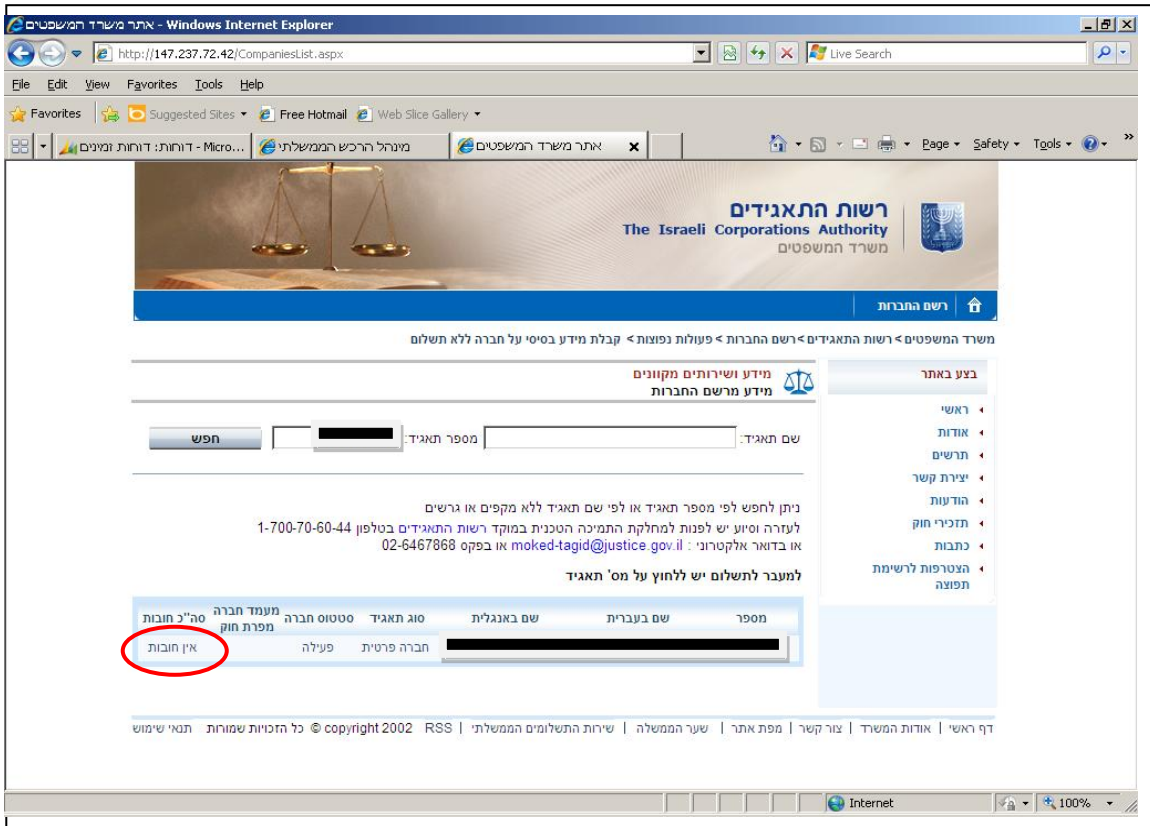 אתר משרד המשפטים - Windows Internet Explorer
http://147.237.72.42/CompaniesList.aspx
Live Search
File Edit View Favorites Tools Help
Favorites Suggested Sites Free Hotmail Web Slice Gallery
דוחות: דוחות זמינים - Micro...
מינהל הרכש הממשלתי
אתר משרד המשפטים
Page Safety Tools
רשות התאגידים
The Israeli Corporations Authority
משרד המשפטים
רשם החברות
משרד המשפטים > רשות התאגידים > רשם החברות > פעולות נפוצות > קבלת מידע בסיסי על חברה ללא תשלום
בצע באתר
ראשי
אודות
תרשים
יצירת קשר
הודעות
תזכירי חוק
כתבות
הצטרפות לרשימת
תפוצה
מידע ושירותים מקוונים
מידע מרשם החברות
שם תאגיד: מספר תאגיד: חפש
ניתן לחפש לפי מספר תאגיד או לפי שם תאגיד ללא מקפים או גרשים
לעזרה וסיוע יש לפנות למחלקת התמיכה הטכנית במוקד רשות התאגידים בטלפון 1-700-70-60-44
או בדואר אלקטרוני : moked-tagid@justice.gov.il או בפקס 02-6467868
למעבר לתשלום יש ללחוץ על מס' תאגיד
מספר שם בעברית שם באנגלית סוג תאגיד סטטוס חברה מעמד חברה מפרת חוק סה''כ חובות
חברה פרטית פעילה אין חובות
דף ראשי | אודות המשרד | צור קשר | מפת אתר | שער הממשלה | שירות התשלומים הממשלתי | RSS copyright 2002 © כל הזכויות שמורות תנאי שימוש
Internet 100%